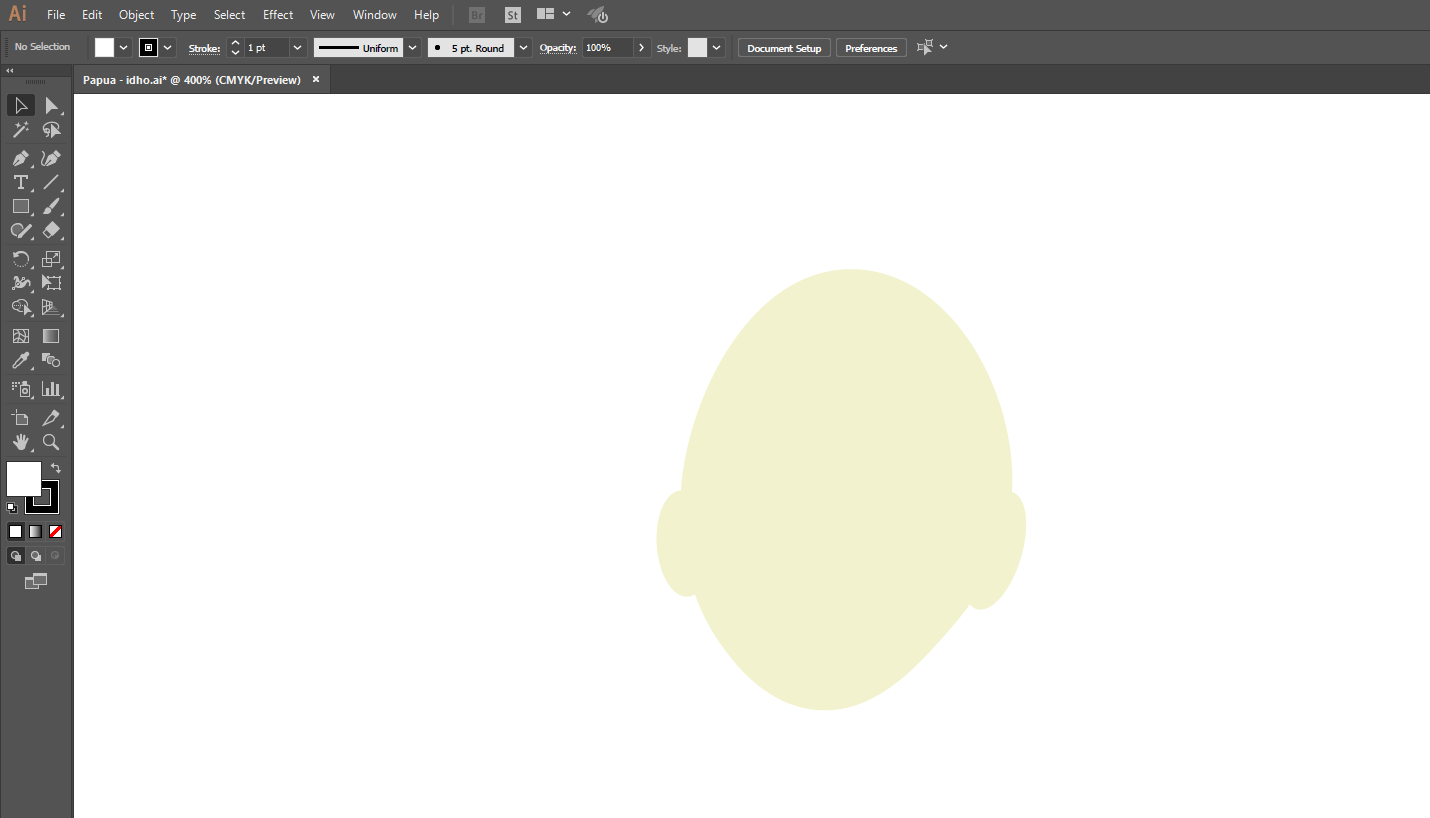 Ai File Edit Object Type Select Effect View Window Help Br St
No Selection Stroke: 1 pt Uniform 5 pt. Round Opacity: 100% Style: Document Setup Preferences
Papua - idho.ai* @ 400% (CMYK/Preview) ×